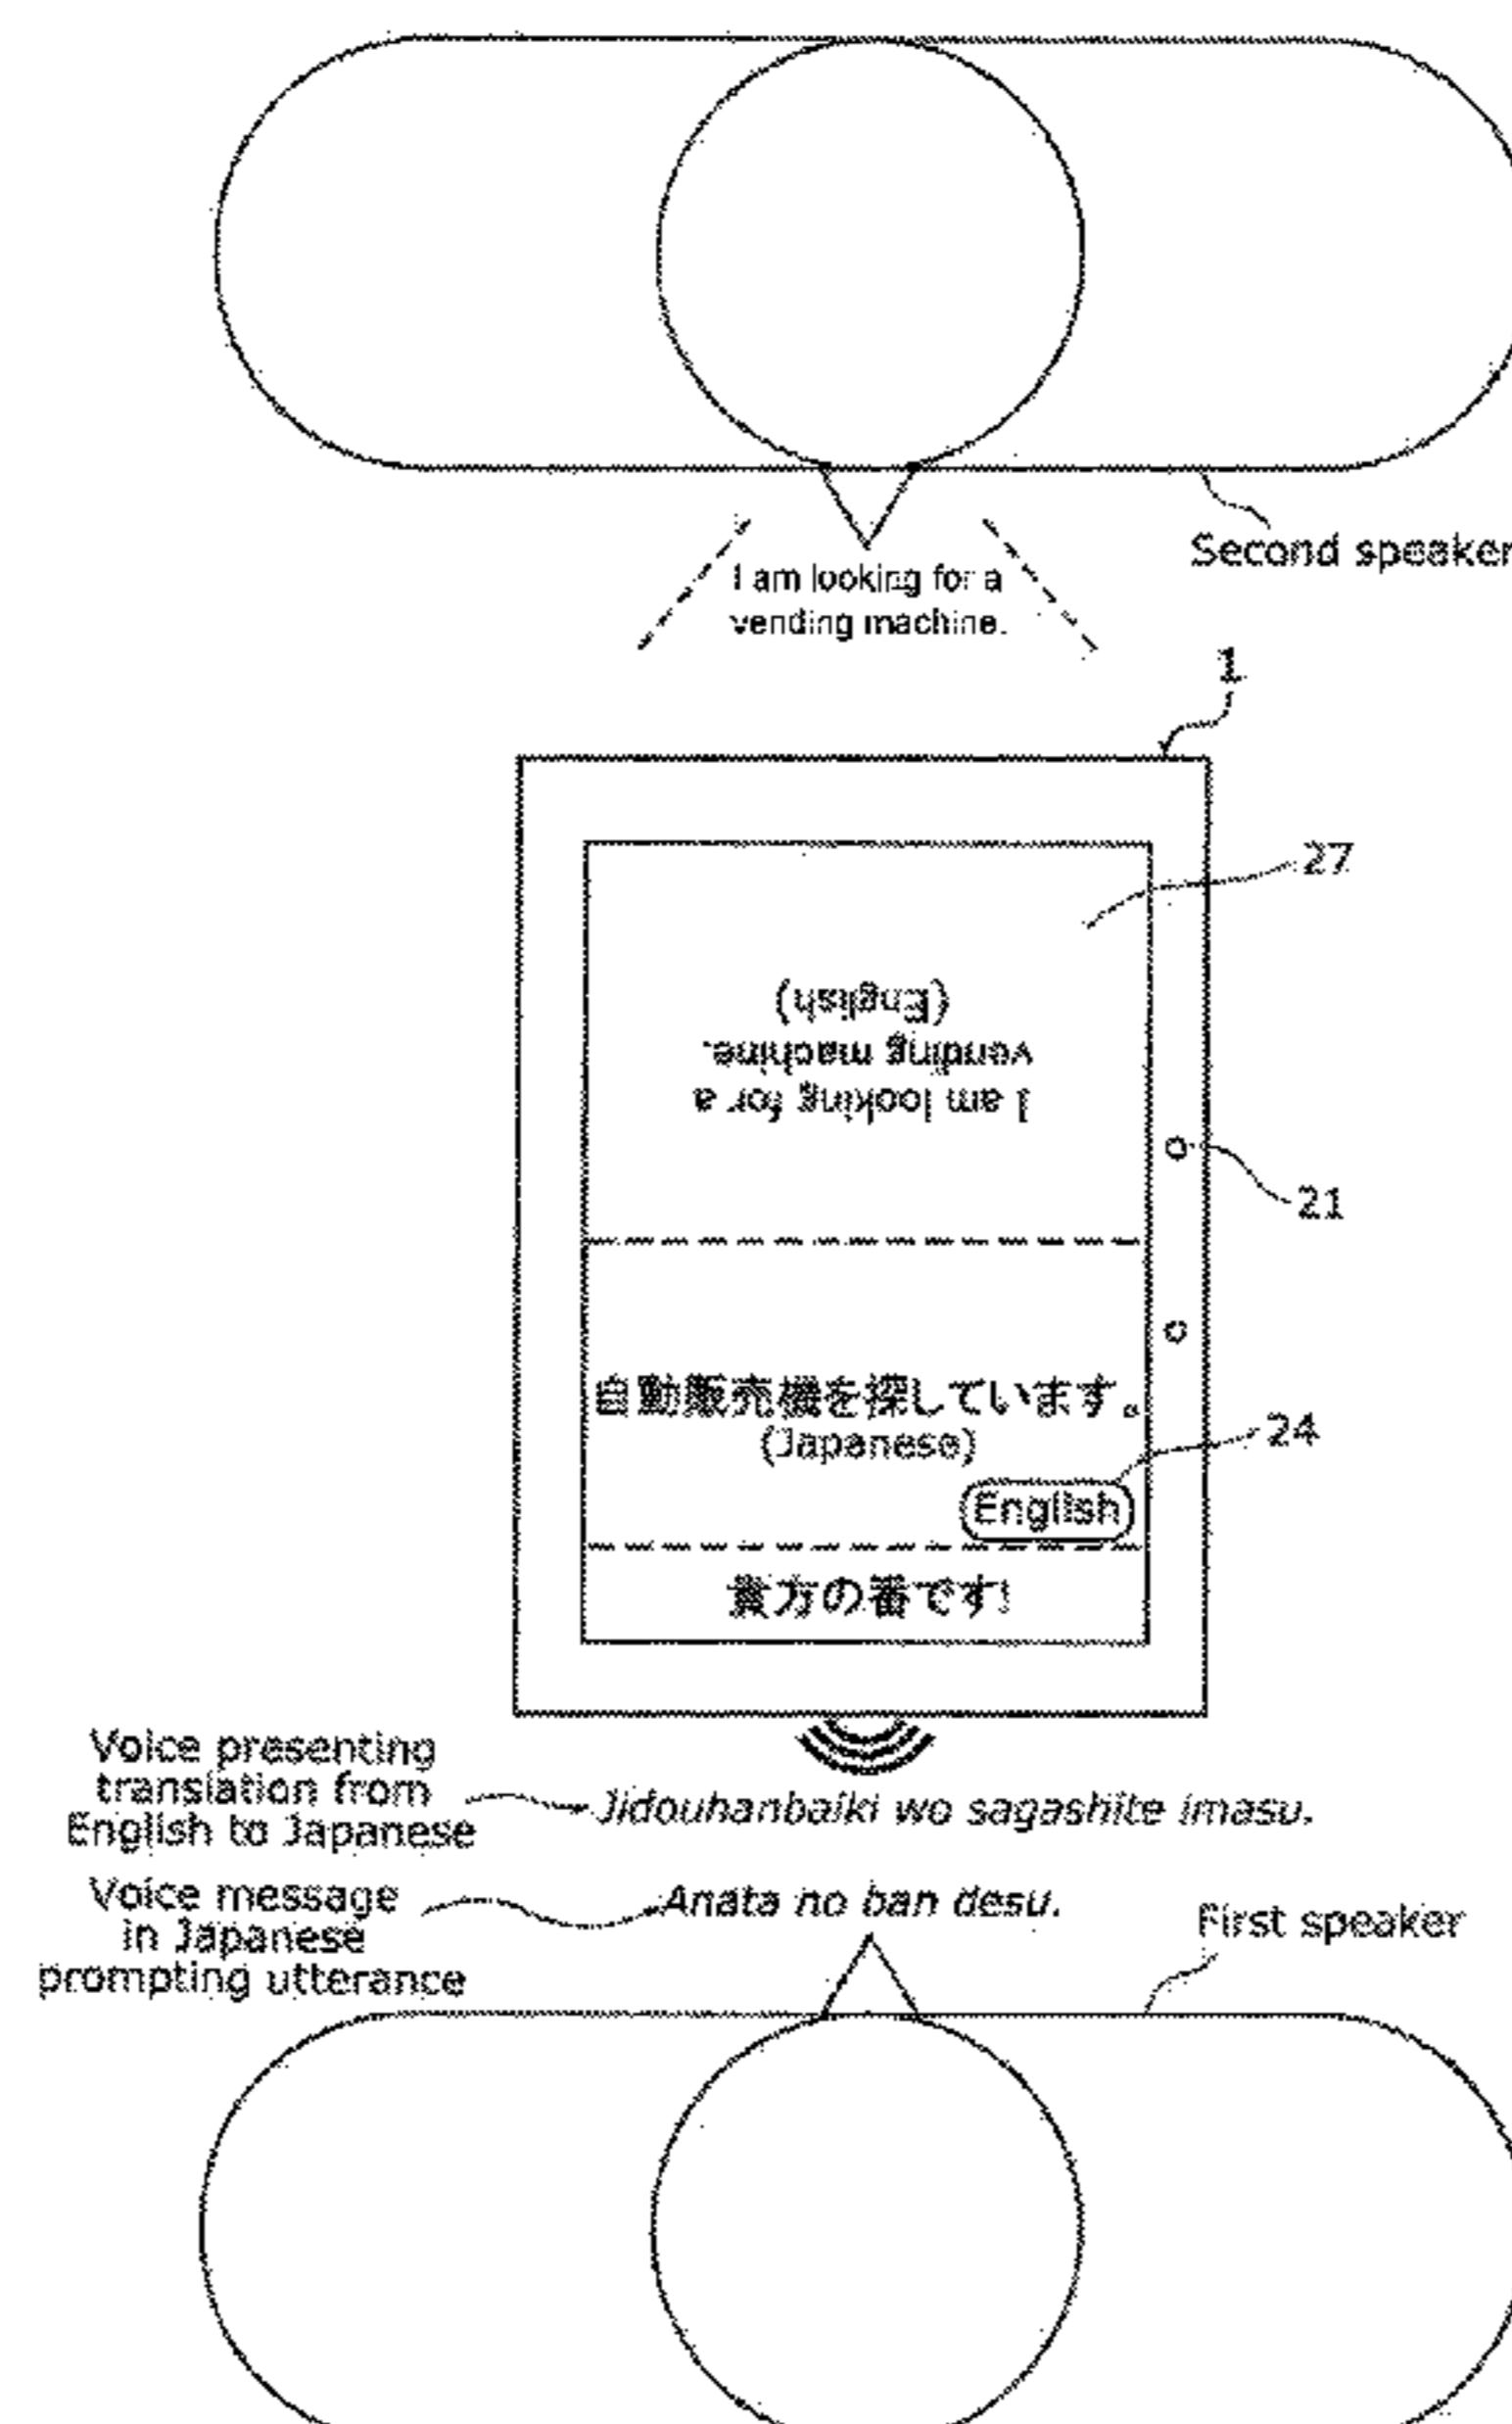 Second speaker
I am looking for a
vending machine.
1
27
I am looking for a
vending machine.
(English)
21
自動販売機を探しています。
(Japanese)
24
English
貴方の番です!
Voice presenting
translation from
English to Japanese
Jidouhanbaiki wo sagashite imasu.
Voice message
in Japanese
prompting utterance
Anata no ban desu.
First speaker